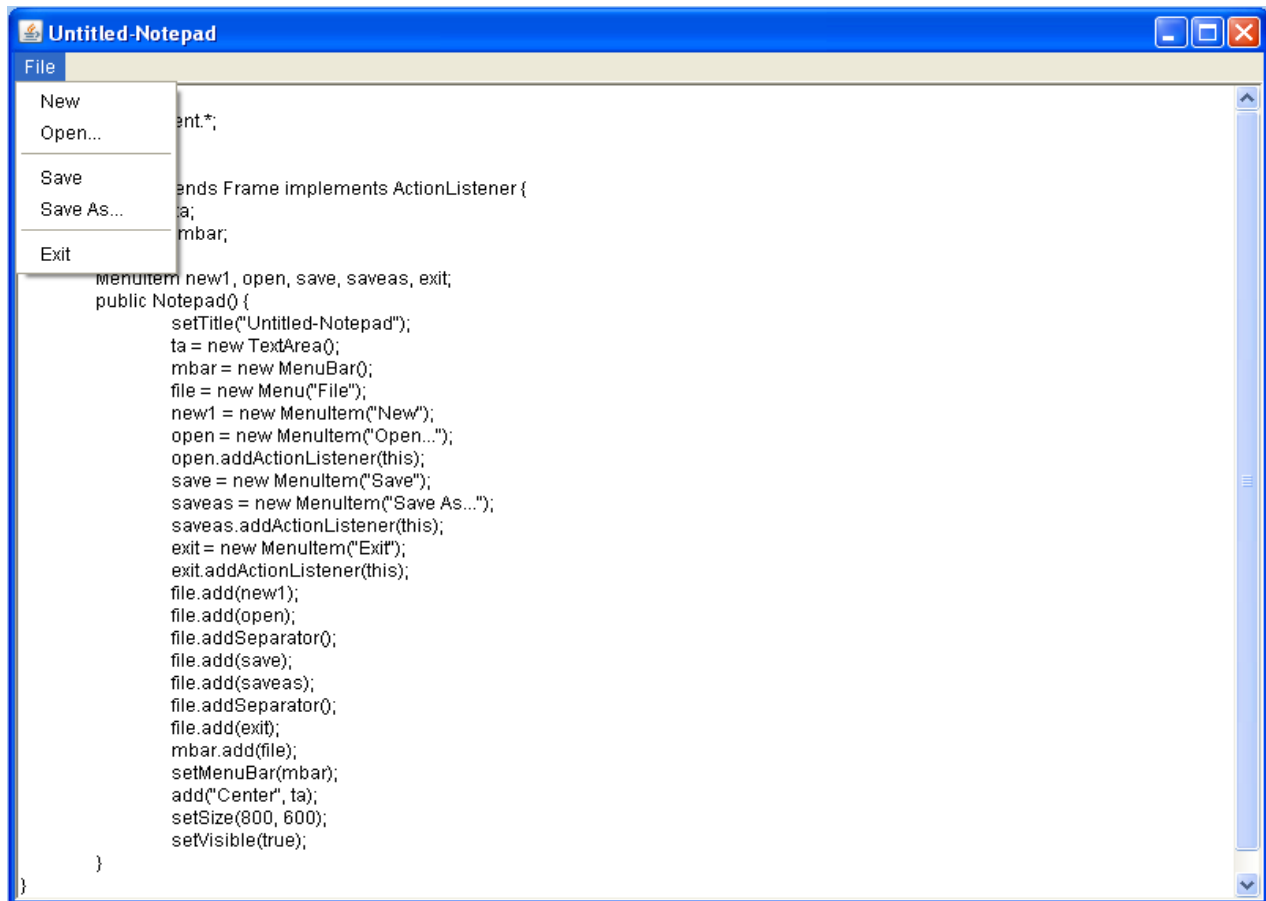 Untitled-Notepad
File
New
Open...
Save
Save As...
Exit
ent.*;
ends Frame implements ActionListener {
ta;
mbar;
MenuItem new1, open, save, saveas, exit;
public Notepad() {
setTitle("Untitled-Notepad");
ta = new TextArea();
mbar = new MenuBar();
file = new Menu("File");
new1 = new MenuItem("New");
open = new MenuItem("Open...");
open.addActionListener(this);
save = new MenuItem("Save");
saveas = new MenuItem("Save As...");
saveas.addActionListener(this);
exit = new MenuItem("Exit");
exit.addActionListener(this);
file.add(new1);
file.add(open);
file.addSeparator();
file.add(save);
file.add(saveas);
file.addSeparator();
file.add(exit);
mbar.add(file);
setMenuBar(mbar);
add("Center", ta);
setSize(800, 600);
setVisible(true);
}
}